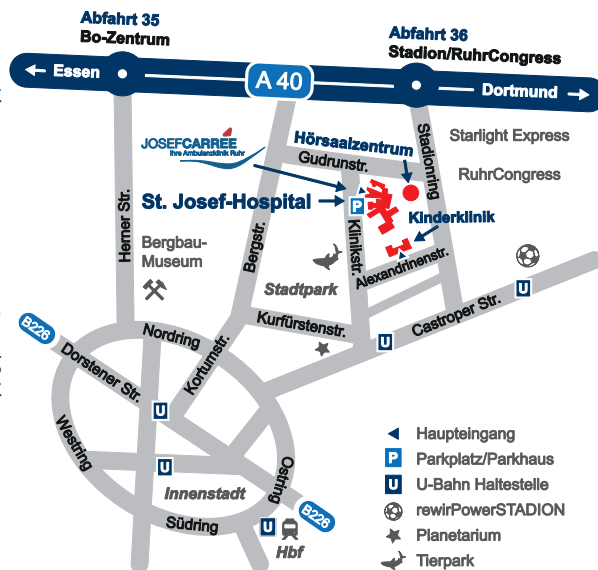 Abfahrt 35
Bo-Zentrum
Abfahrt 36
Stadion/RuhrCongress
Essen
A 40
Dortmund
JOSEFCARRÉE
Ihre Ambulanzklinik Ruhr
Hörsaalzentrum
Gudrunstr.
Stadionring
Starlight Express
RuhrCongress
St. Josef-Hospital
P
Kinderklinik
Herner Str.
Bergstr.
Klinikstr.
Bergbau-
Museum
Alexandrinenstr.
Stadtpark
U
Castroper Str.
Kurfürstenstr.
U
B226
Nordring
Dorstener Str.
Kortumstr.
U
Westring
U
Innenstadt
Ostring
Südring
B226
U
Hbf
Haupteingang
P Parkplatz/Parkhaus
U U-Bahn Haltestelle
rewirPowerSTADION
Planetarium
Tierpark